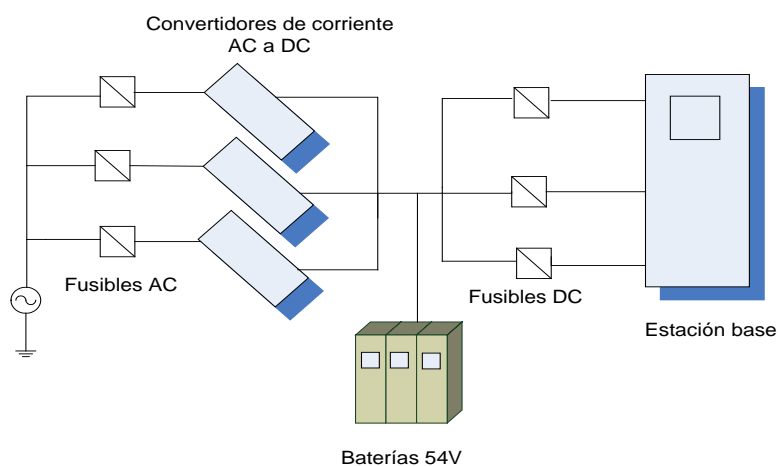 Convertidores de corriente
AC a DC
Fusibles AC
Fusibles DC
Estación base
Baterías 54V